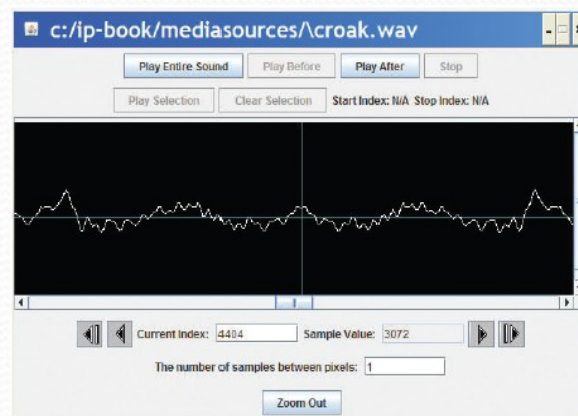 c:/ip-book/mediasources/\croak.wav
Play Entire Sound Play Before Play After Stop
Play Selection Clear Selection Start Index: N/A Stop Index: N/A
Current Index: 4404 Sample Value: 3072
The number of samples between pixels: 1
Zoom Out